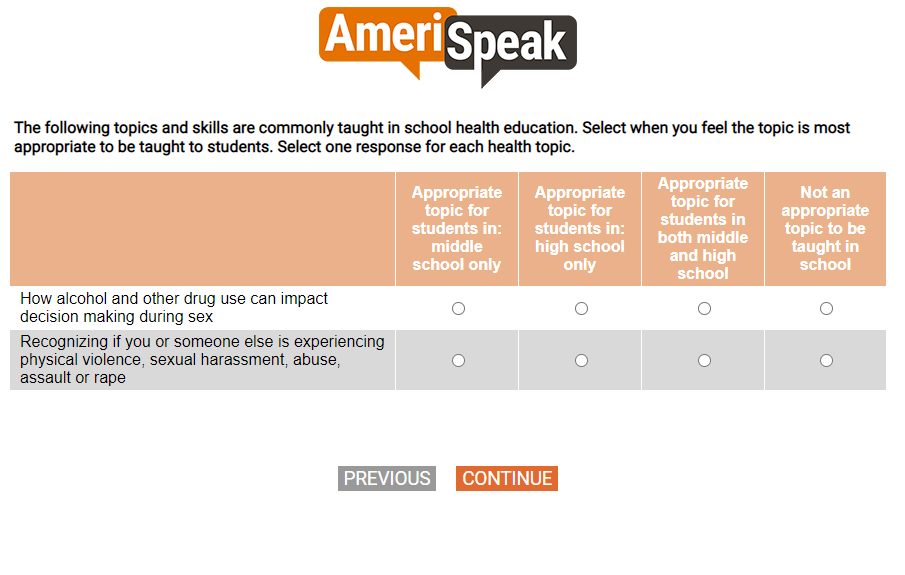 Ameri Speak
The following topics and skills are commonly taught in school health education. Select when you feel the topic is most
appropriate to be taught to students. Select one response for each health topic.
Appropriate
topic for
students in:
middle
school only
Appropriate
topic for
students in:
high school
only
Appropriate
topic for
students in
both middle
and high
school
Not an
appropriate
topic to be
taught in
school
How alcohol and other drug use can impact
decision making during sex
Recognizing if you or someone else is experiencing
physical violence, sexual harassment, abuse,
assault or rape
PREVIOUS CONTINUE